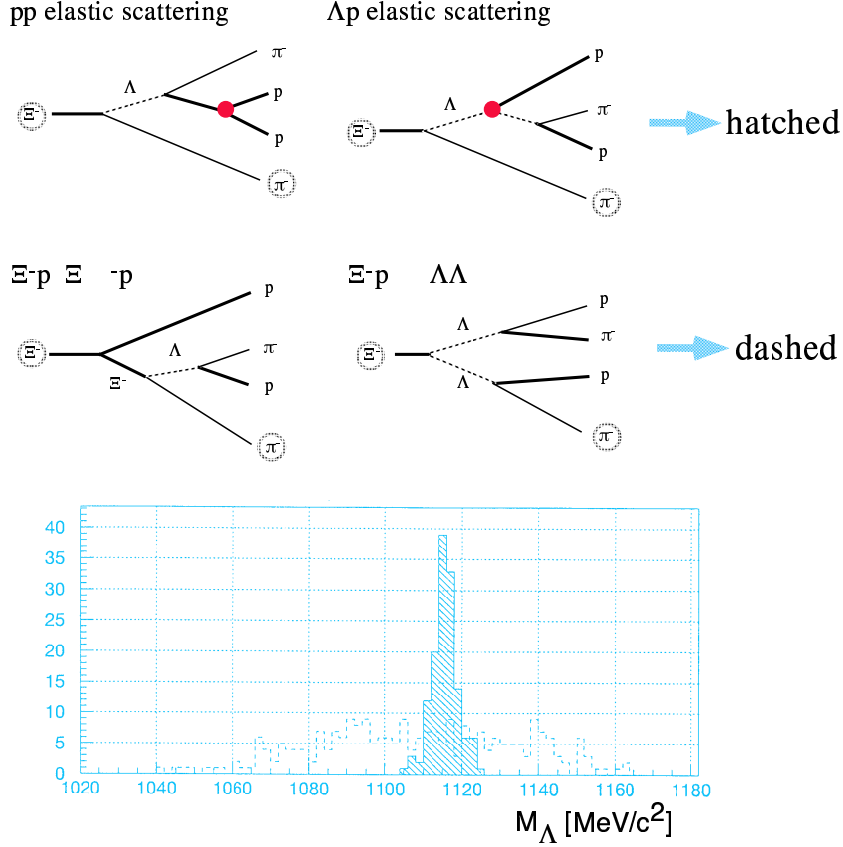 pp elastic scattering
Λp elastic scattering
Ξ-
Λ
π-
p
p
π-
Ξ-
Λ
p
π-
p
π-
hatched
Ξ-p Ξ -p
Ξ-p ΛΛ
Ξ-
p
Λ
π-
p
Ξ-
π-
Ξ-
Λ
p
π-
Λ
p
π-
dashed
40
35
30
25
20
15
10
5
0
1020 1040 1060 1080 1100 1120 1140 1160 1180
MΛ [MeV/c2]